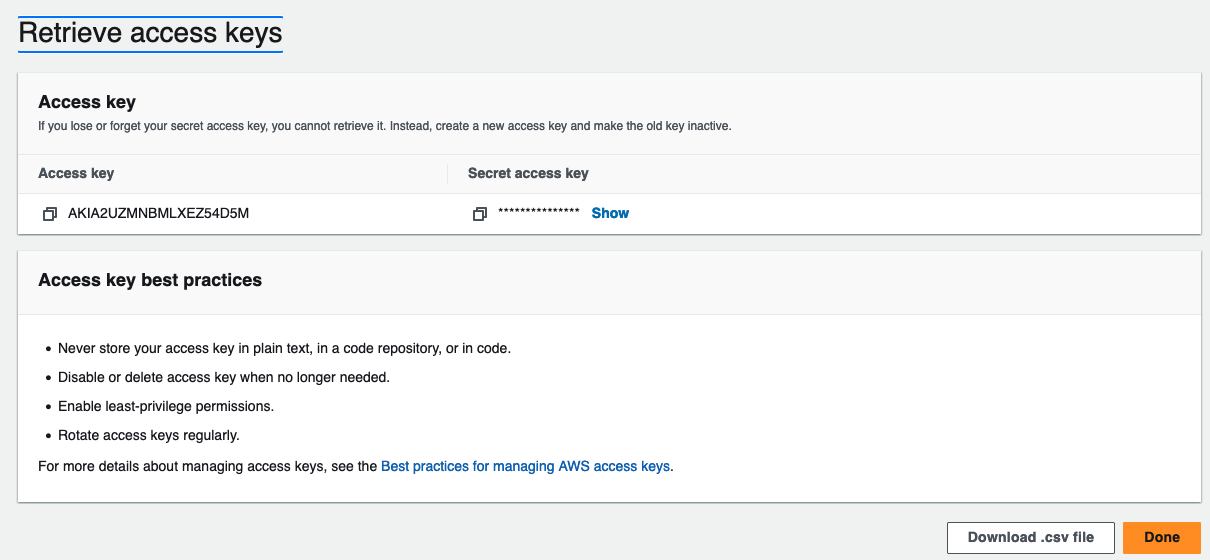 Retrieve access keys
Access key
If you lose or forget your secret access key, you cannot retrieve it. Instead, create a new access key and make the old key inactive.
Access key Secret access key
AKIA2UZMNBMLXEZ54D5M *************** Show
Access key best practices
• Never store your access key in plain text, in a code repository, or in code.
• Disable or delete access key when no longer needed.
• Enable least-privilege permissions.
• Rotate access keys regularly.
For more details about managing access keys, see the Best practices for managing AWS access keys.
Download .csv file Done